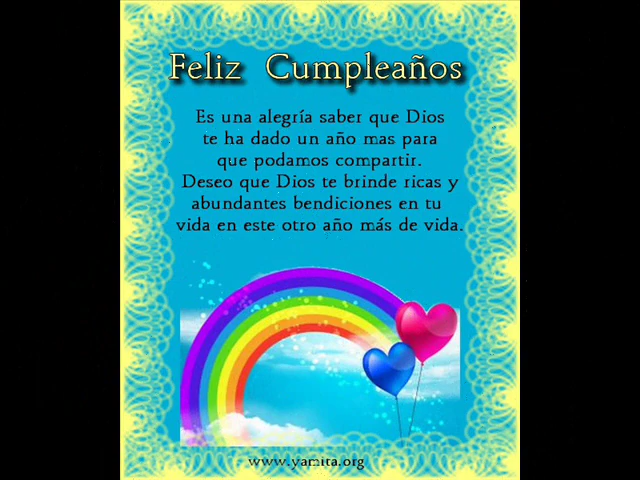 Feliz Cumpleaños
Es una alegría saber que Dios
te ha dado un año mas para
que podamos compartir.
Deseo que Dios te brinde ricas y
abundantes bendiciones en tu
vida en este otro año más de vida.
www.yamita.org